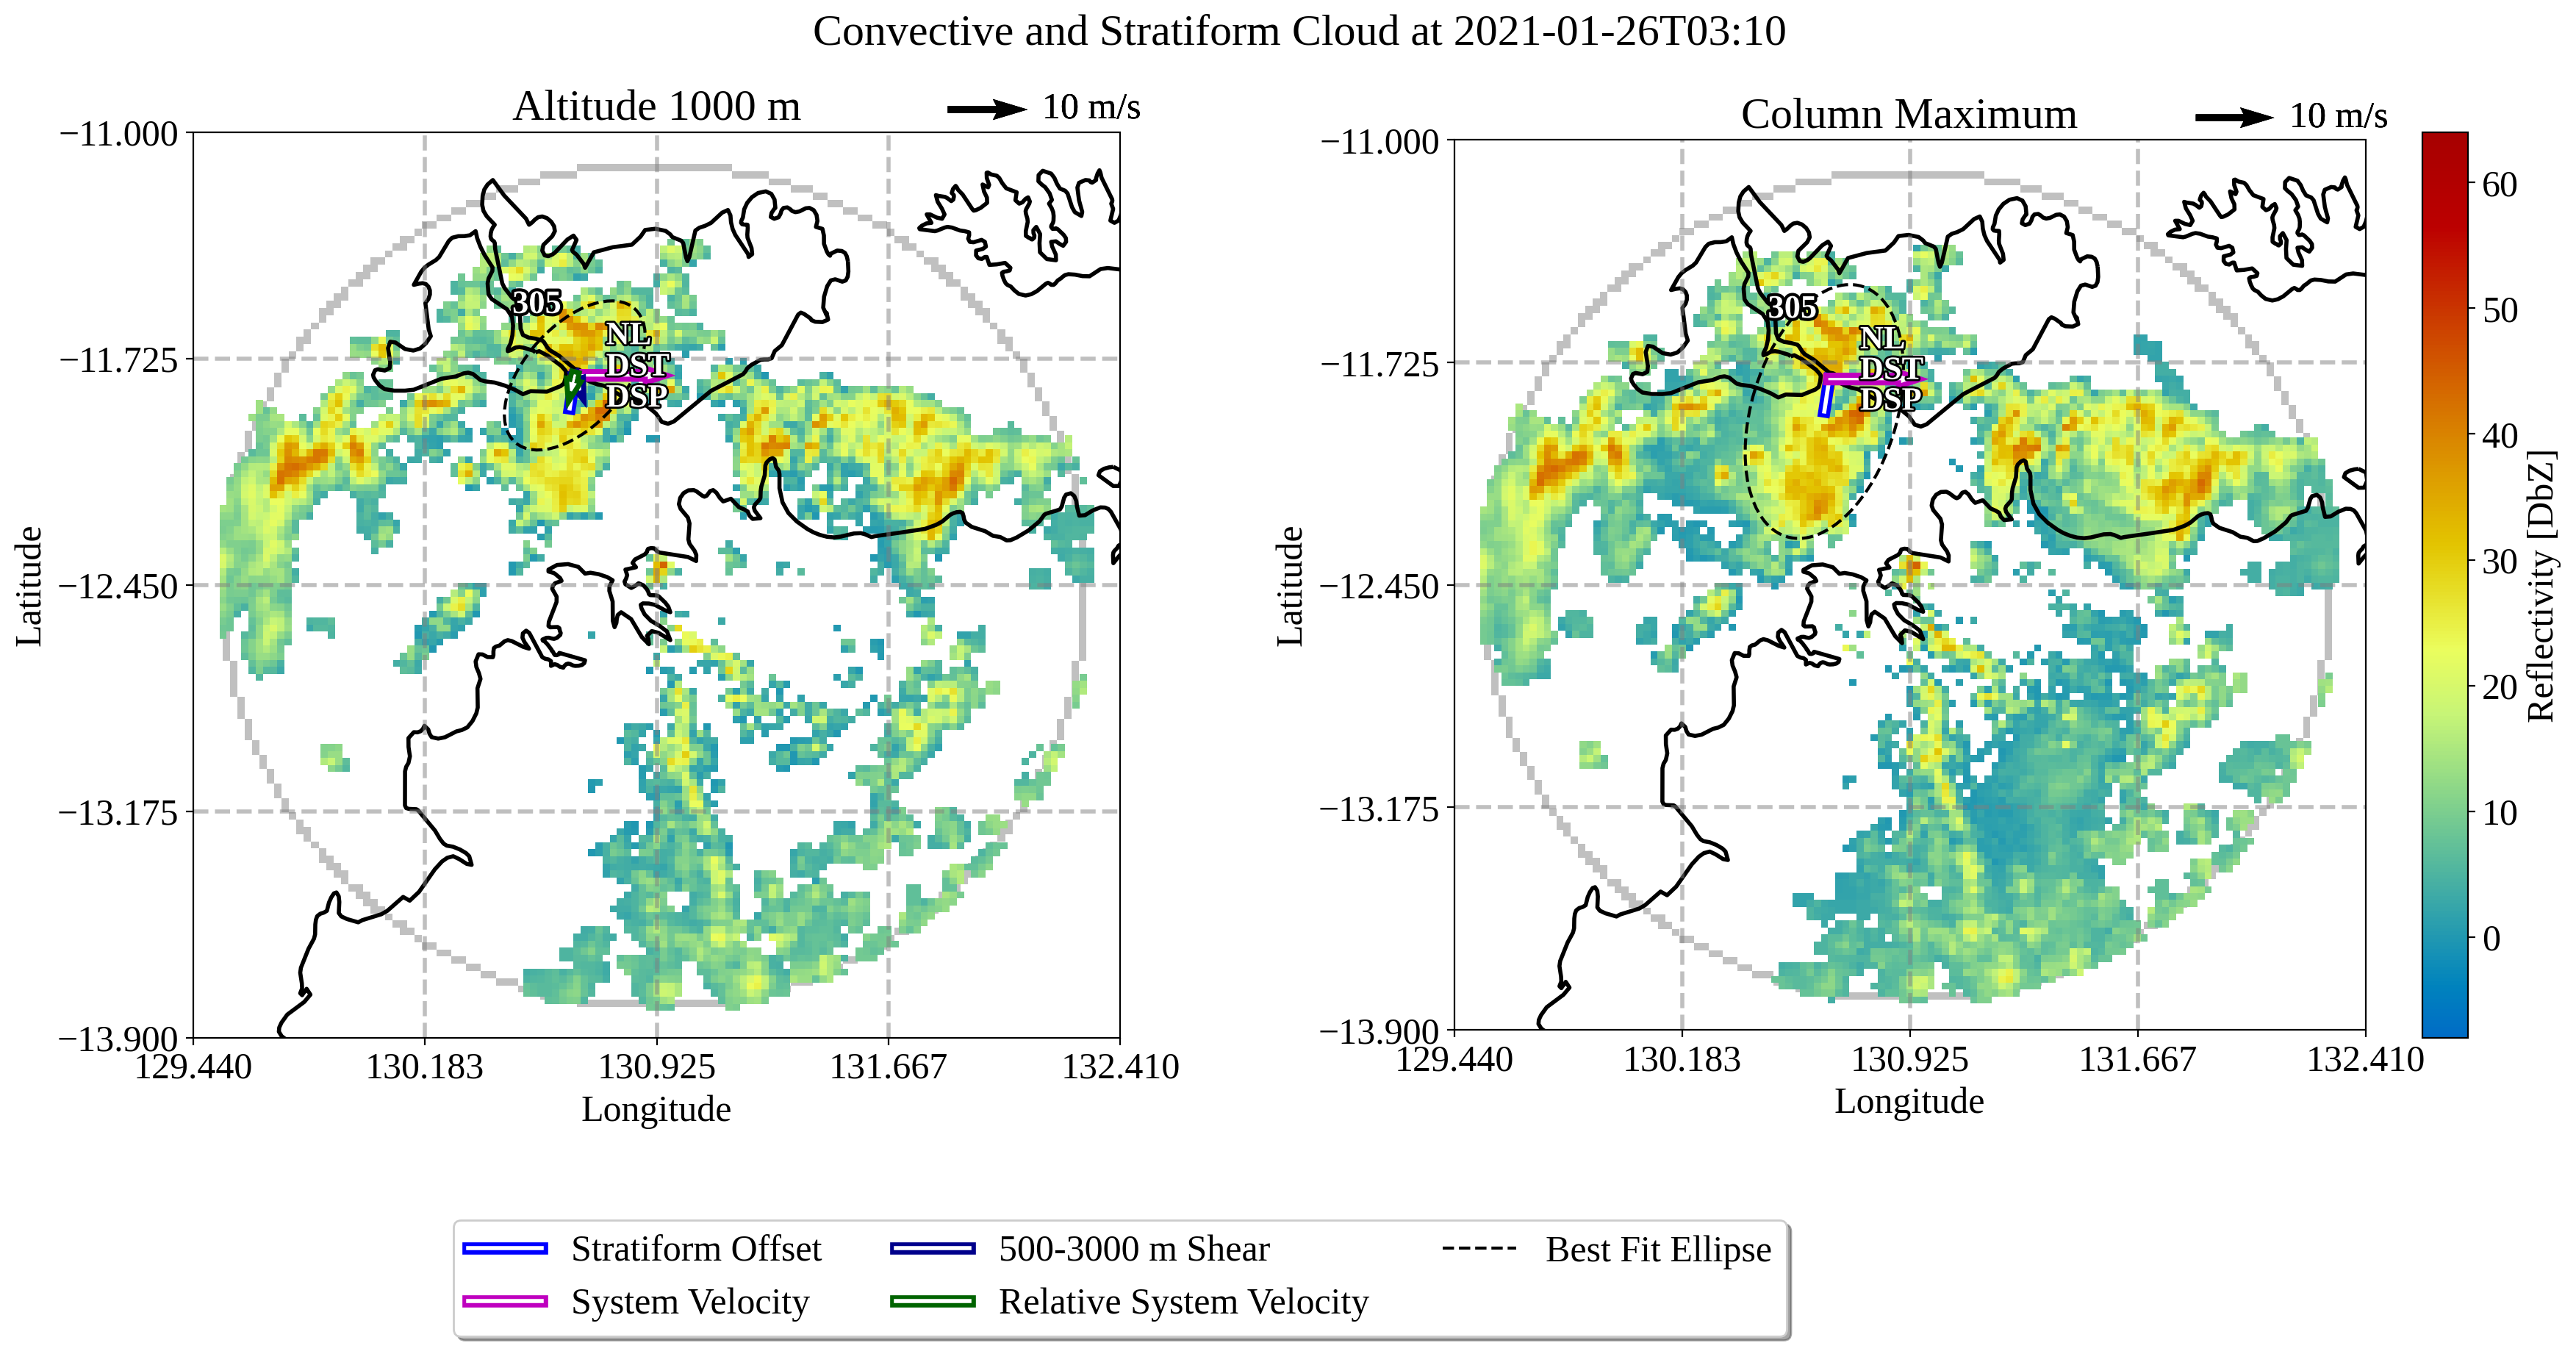 Convective and Stratiform Cloud at 2021-01-26T03:10
Altitude 1000 m
10 m/s
Latitude
−11.000
−11.725
−12.450
−13.175
−13.900
305
NL
DST
DSP
129.440
130.183
130.925
131.667
132.410
Longitude
Column Maximum
10 m/s
Latitude
−11.000
−11.725
−12.450
−13.175
−13.900
305
NL
DST
DSP
129.440
130.183
130.925
131.667
132.410
Longitude
60
50
40
30
20
10
0
Reflectivity [DbZ]
Stratiform Offset
System Velocity
500-3000 m Shear
Relative System Velocity
Best Fit Ellipse